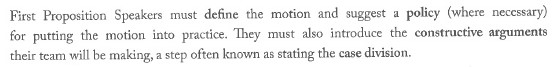 First Proposition Speakers must define the motion and suggest a policy (where necessary)
for putting the motion into practice. They must also introduce the constructive arguments
their team will be making, a step often known as stating the case division.